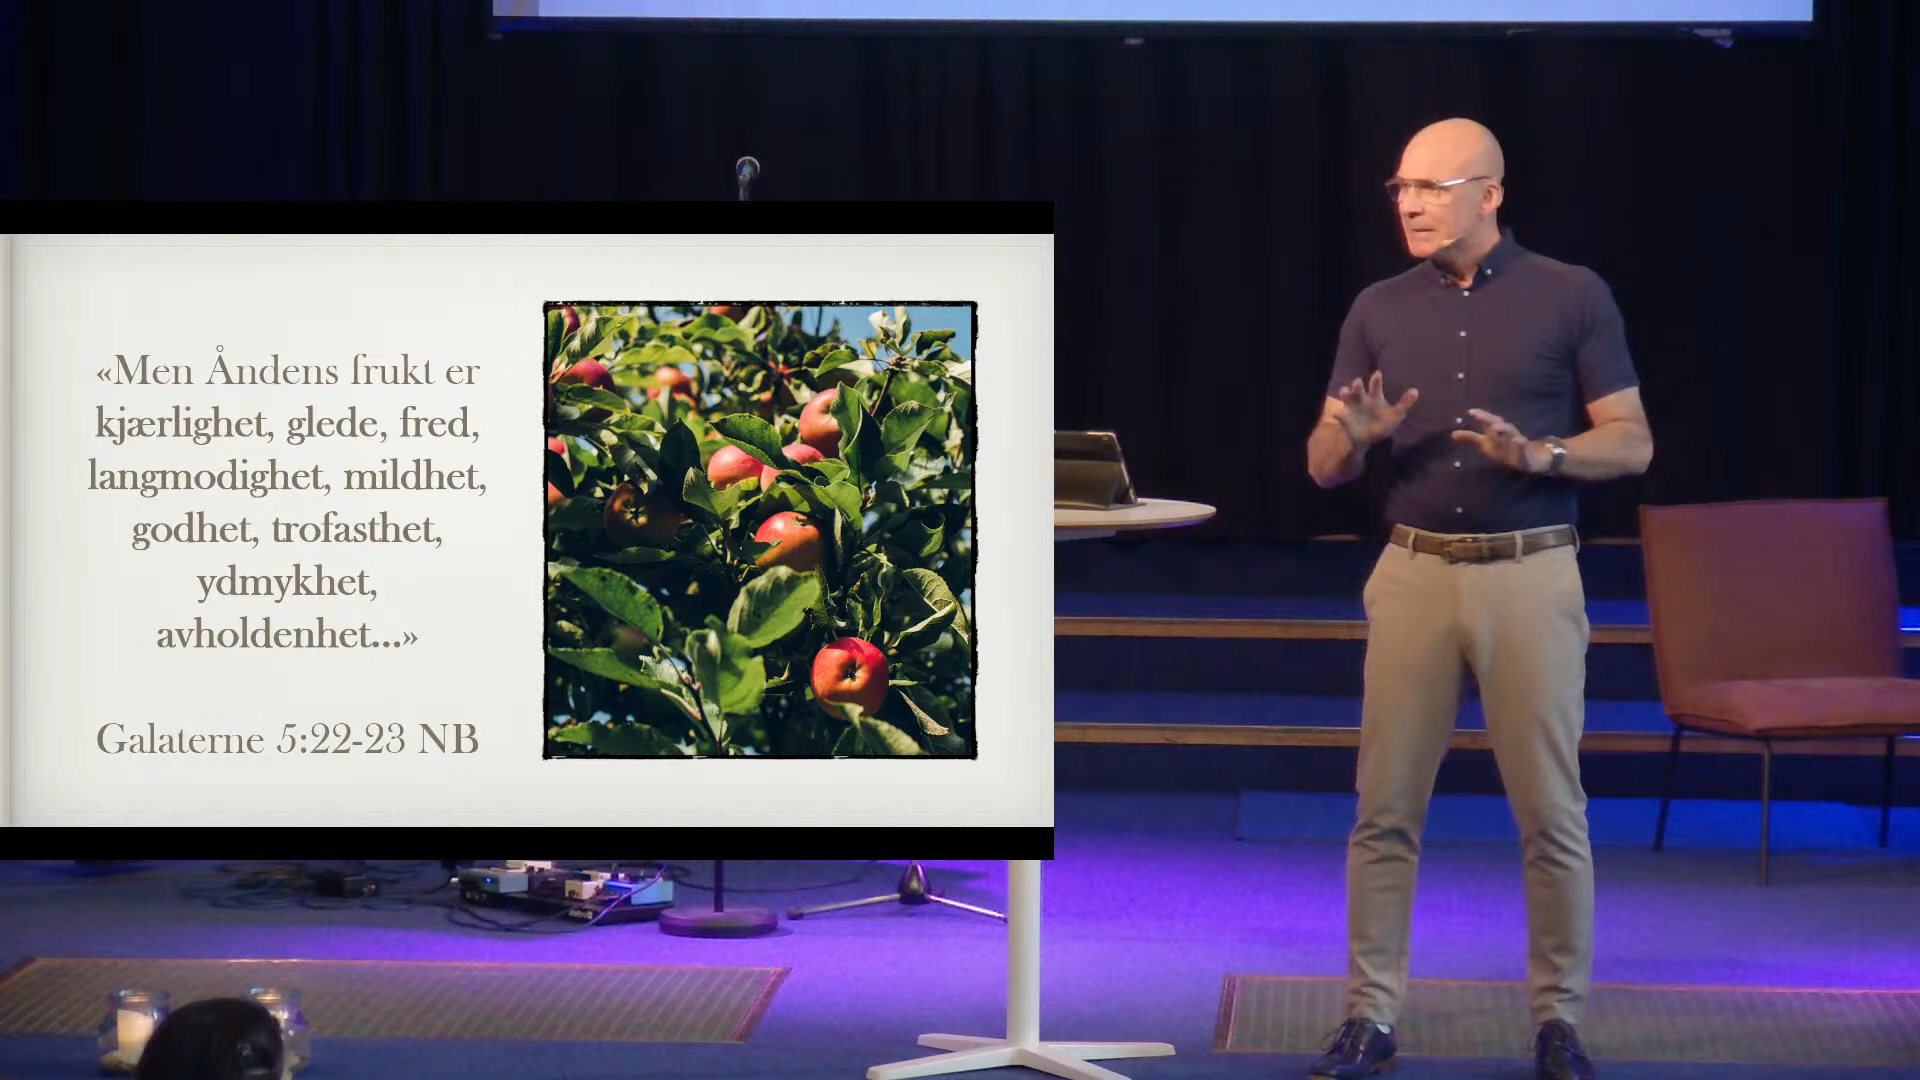 «Men Åndens frukt er
kjærlighet, glede, fred,
langmodighet, mildhet,
godhet, trofasthet,
ydmykhet,
avholdenhet...»
Galaterne 5:22-23 NB